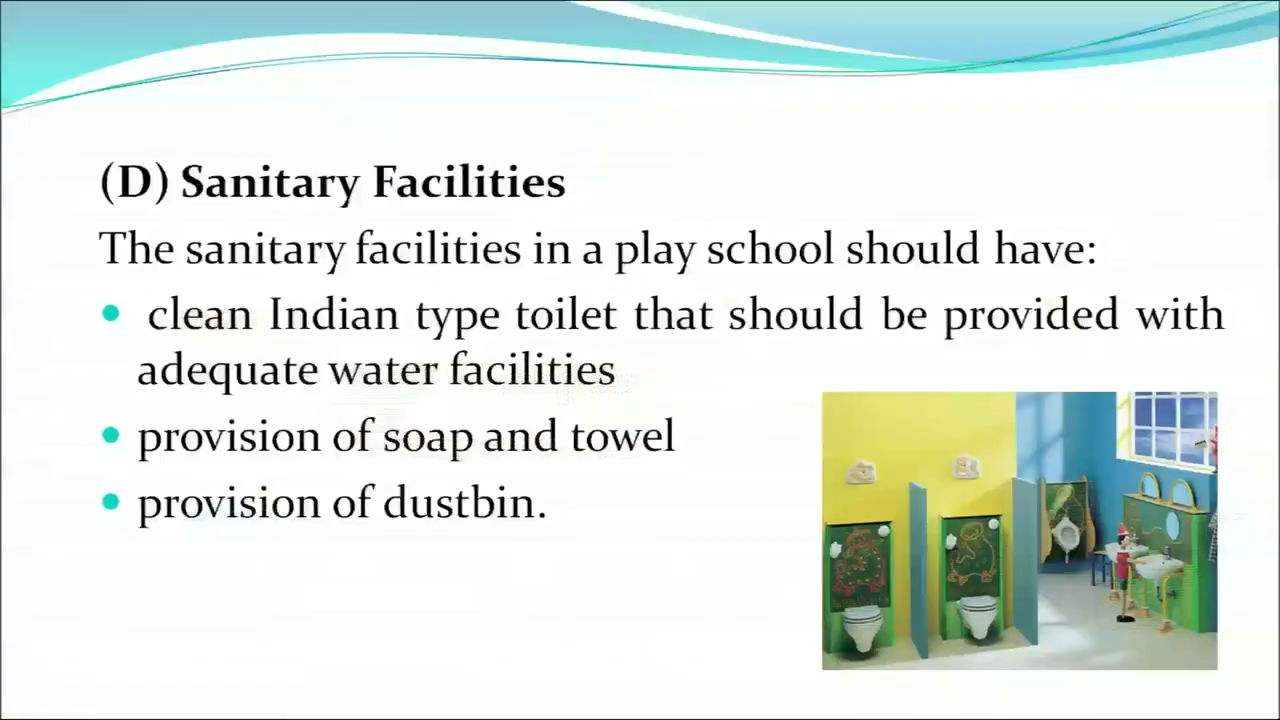 (D) Sanitary Facilities
The sanitary facilities in a play school should have:
• clean Indian type toilet that should be provided with
adequate water facilities
• provision of soap and towel
• provision of dustbin.